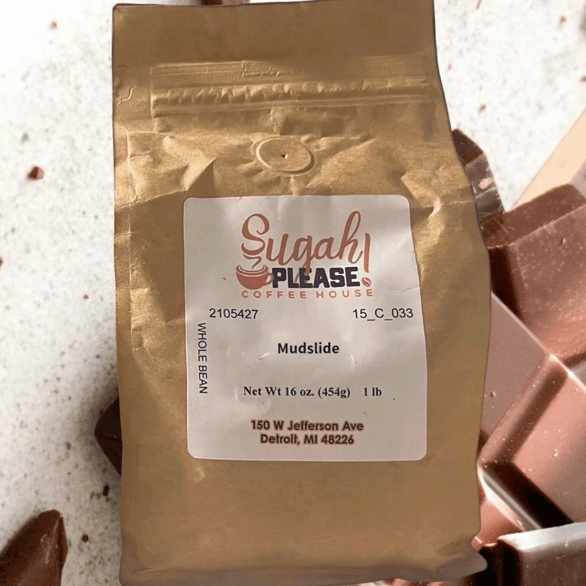 Sugah
PLEASE
COFFEE HOUSE
2105427 15_C_033
WHOLE BEAN
Mudslide
Net Wt 16 oz. (454g) 1 lb
150 W Jefferson Ave
Detroit, MI 48226